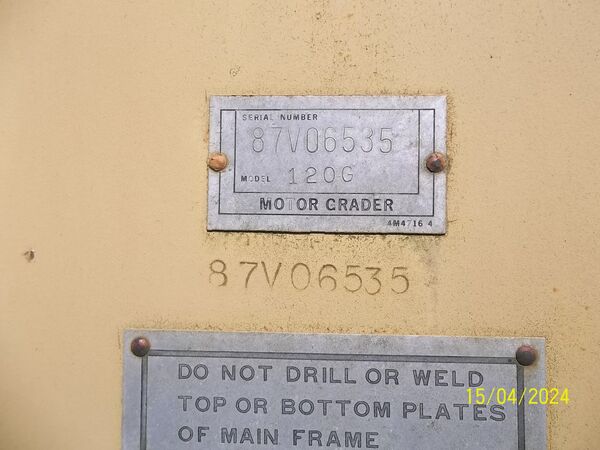 SERIAL NUMBER
87V06535
MODEL 120G
MOTOR GRADER
4M4716 4
87V06535
DO NOT DRILL OR WELD
TOP OR BOTTOM PLATES
OF MAIN FRAME
15/04/2024